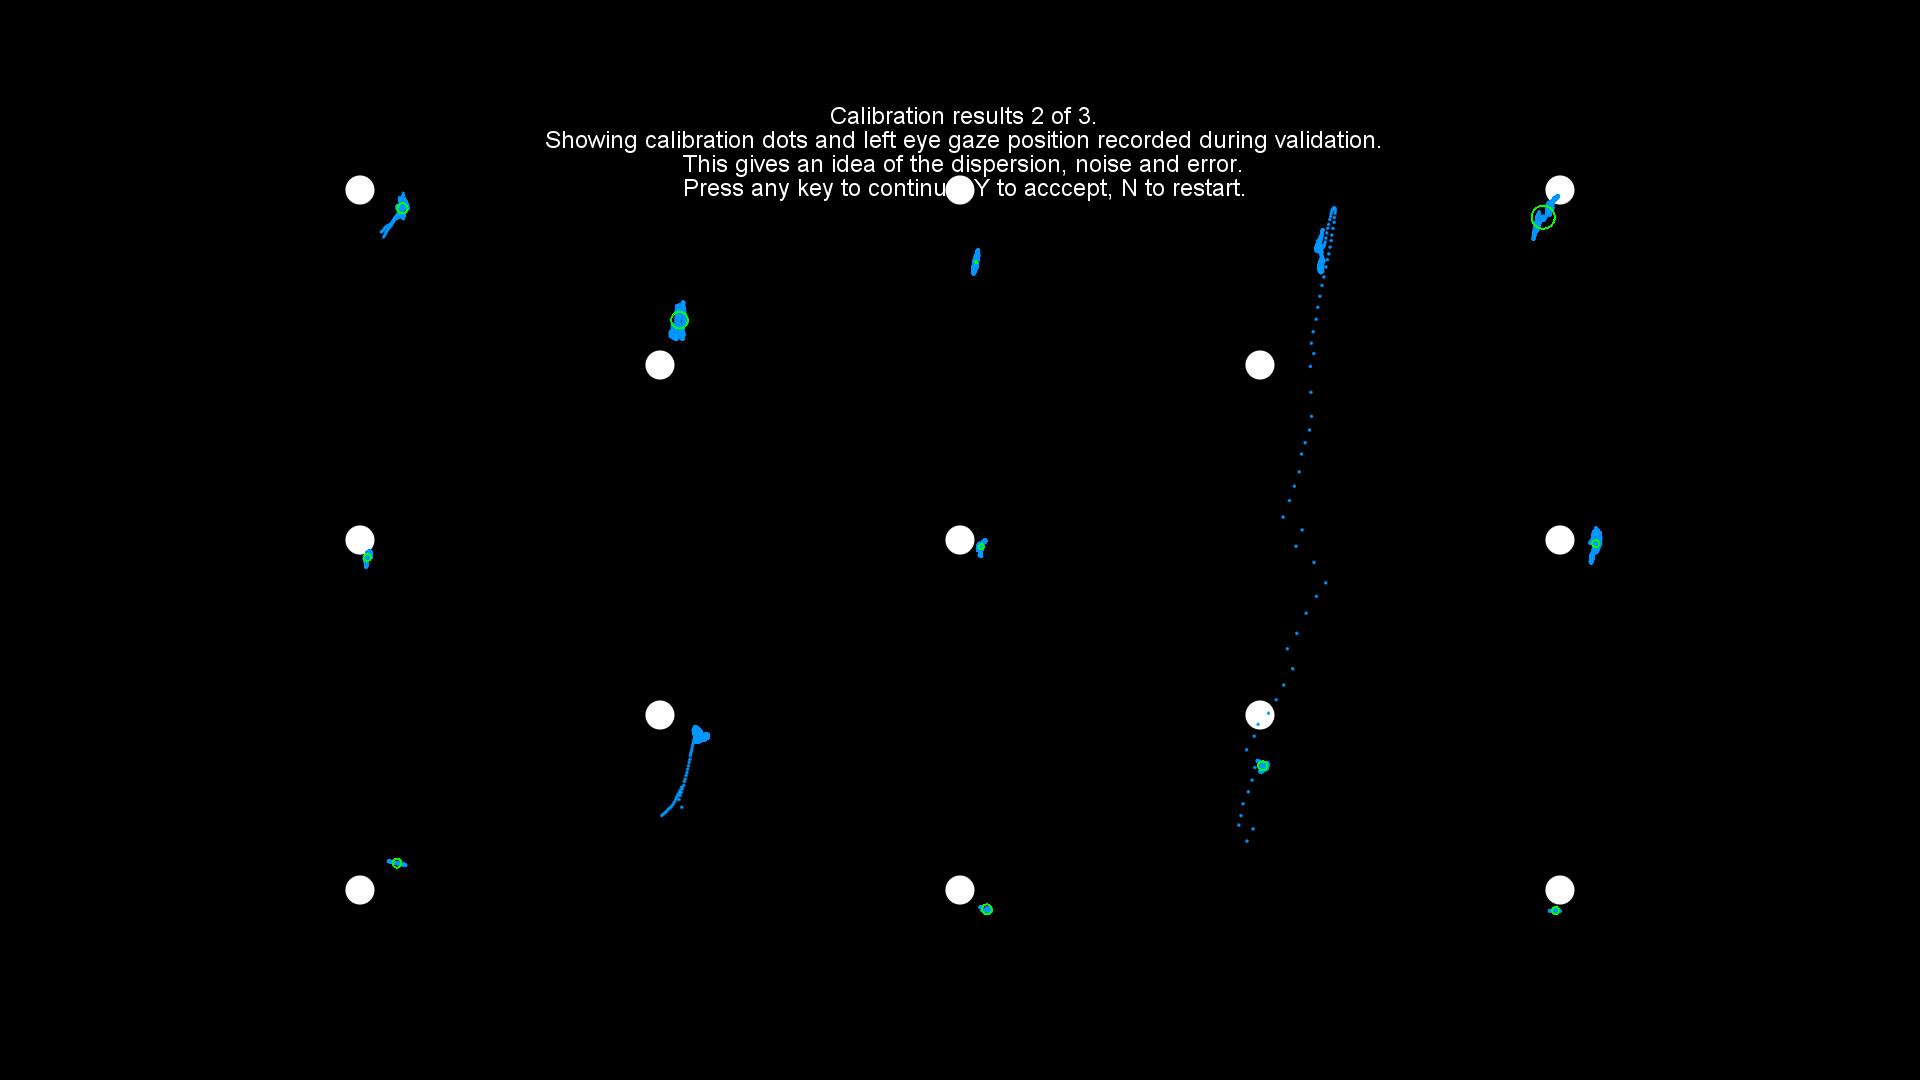 Calibration results 2 of 3.
Showing calibration dots and left eye gaze position recorded during validation.
This gives an idea of the dispersion, noise and error.
Press any key to continu Y to acccept, N to restart.